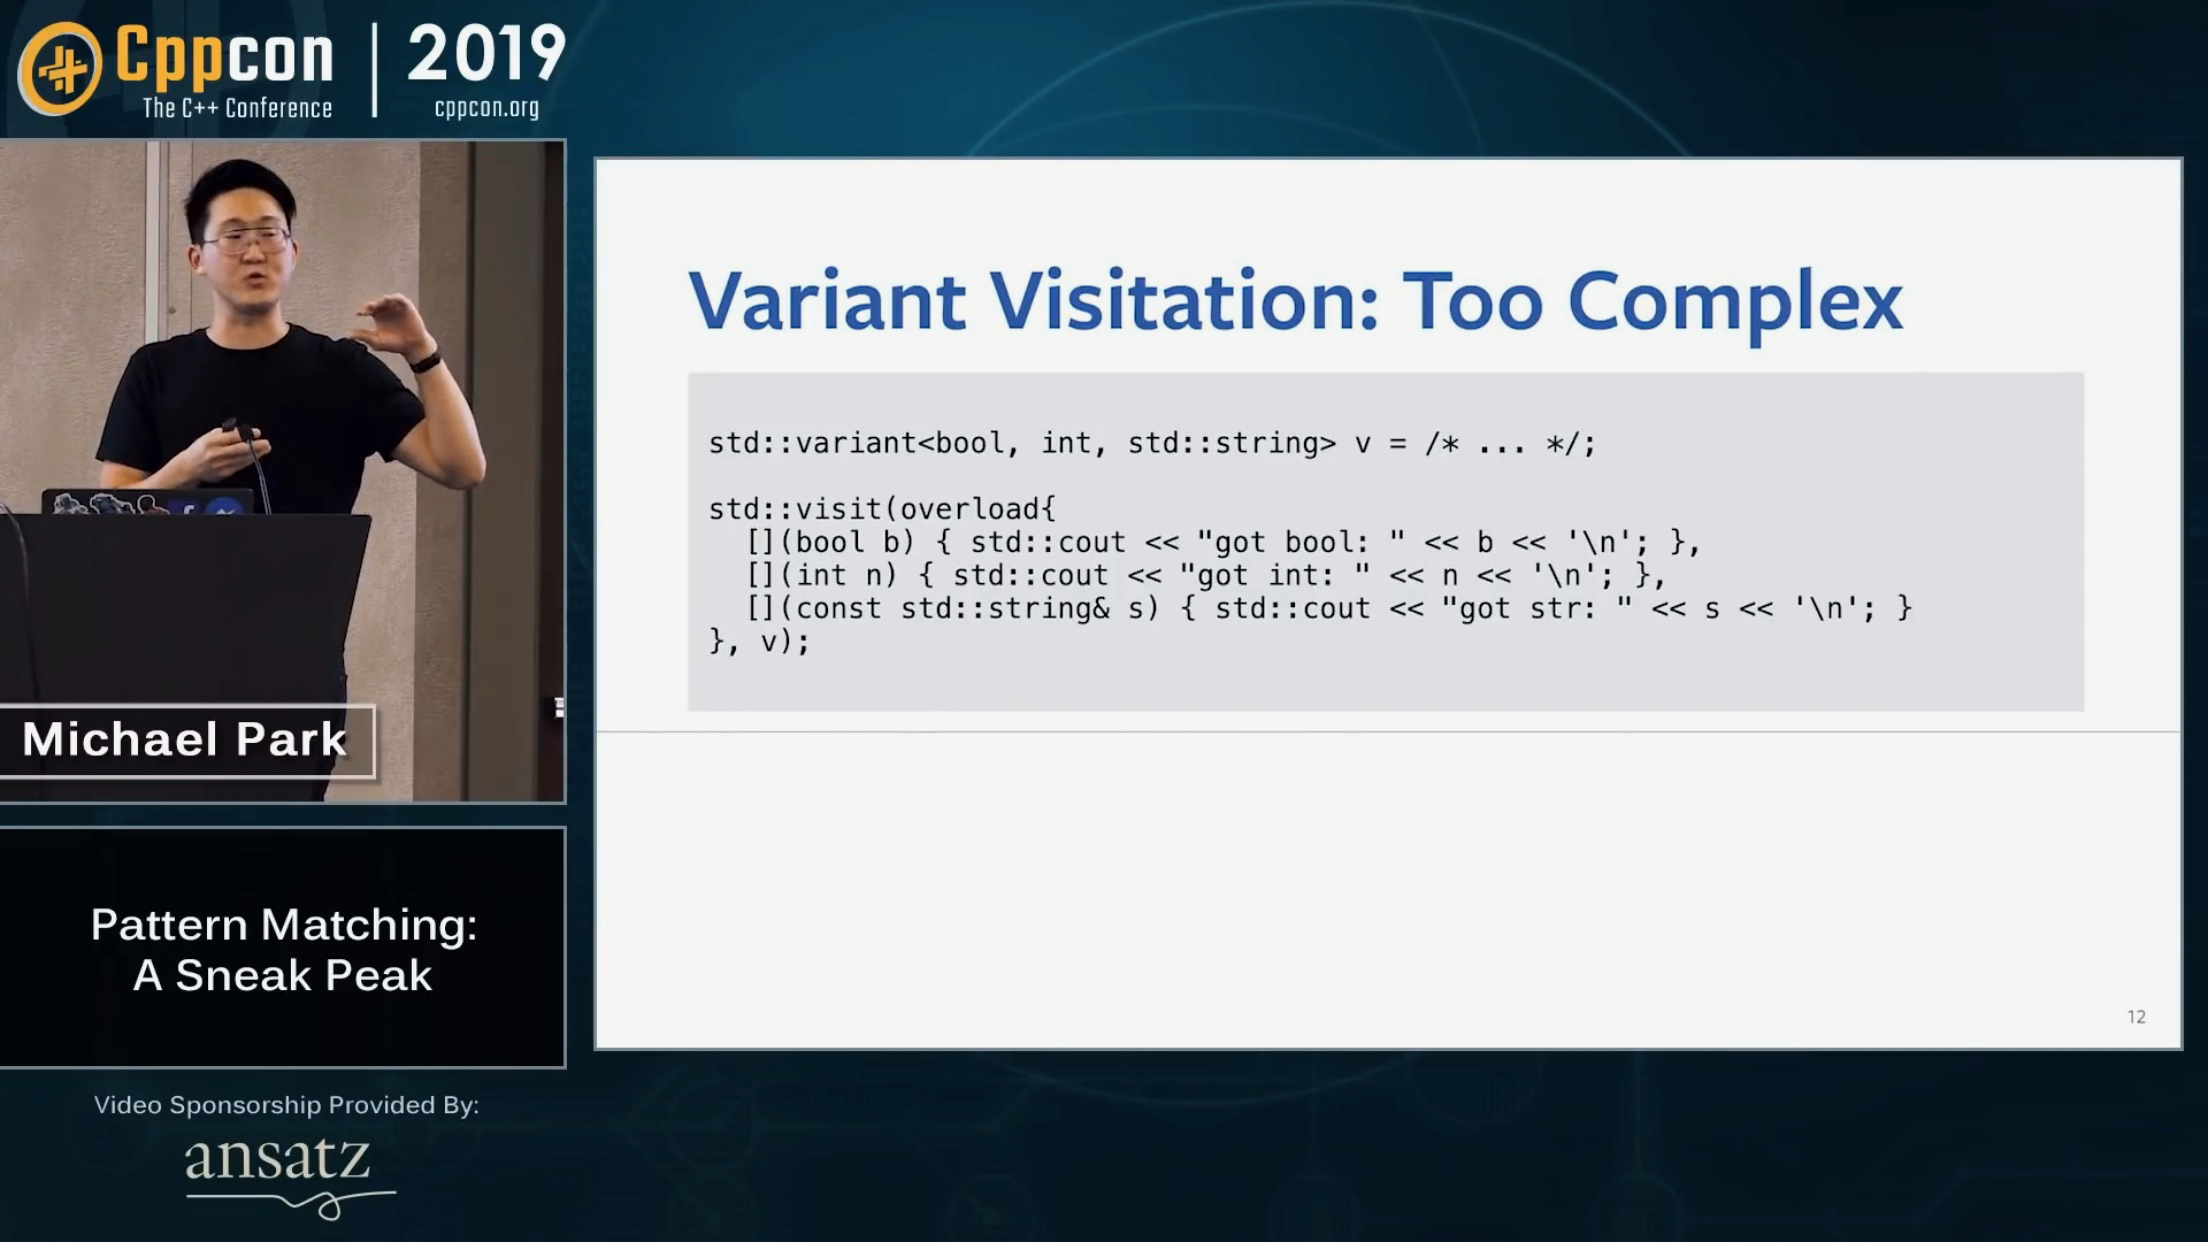 Cppcon
The C++ Conference
2019
cppcon.org
Michael Park
Pattern Matching:
A Sneak Peak
Video Sponsorship Provided By:
ansatz
Variant Visitation: Too Complex
std::variant<bool, int, std::string> v = /* ... */;
std::visit(overload{
  [](bool b) { std::cout << "got bool: " << b << '\n'; },
  [](int n) { std::cout << "got int: " << n << '\n'; },
  [](const std::string& s) { std::cout << "got str: " << s << '\n'; }
}, v);
12